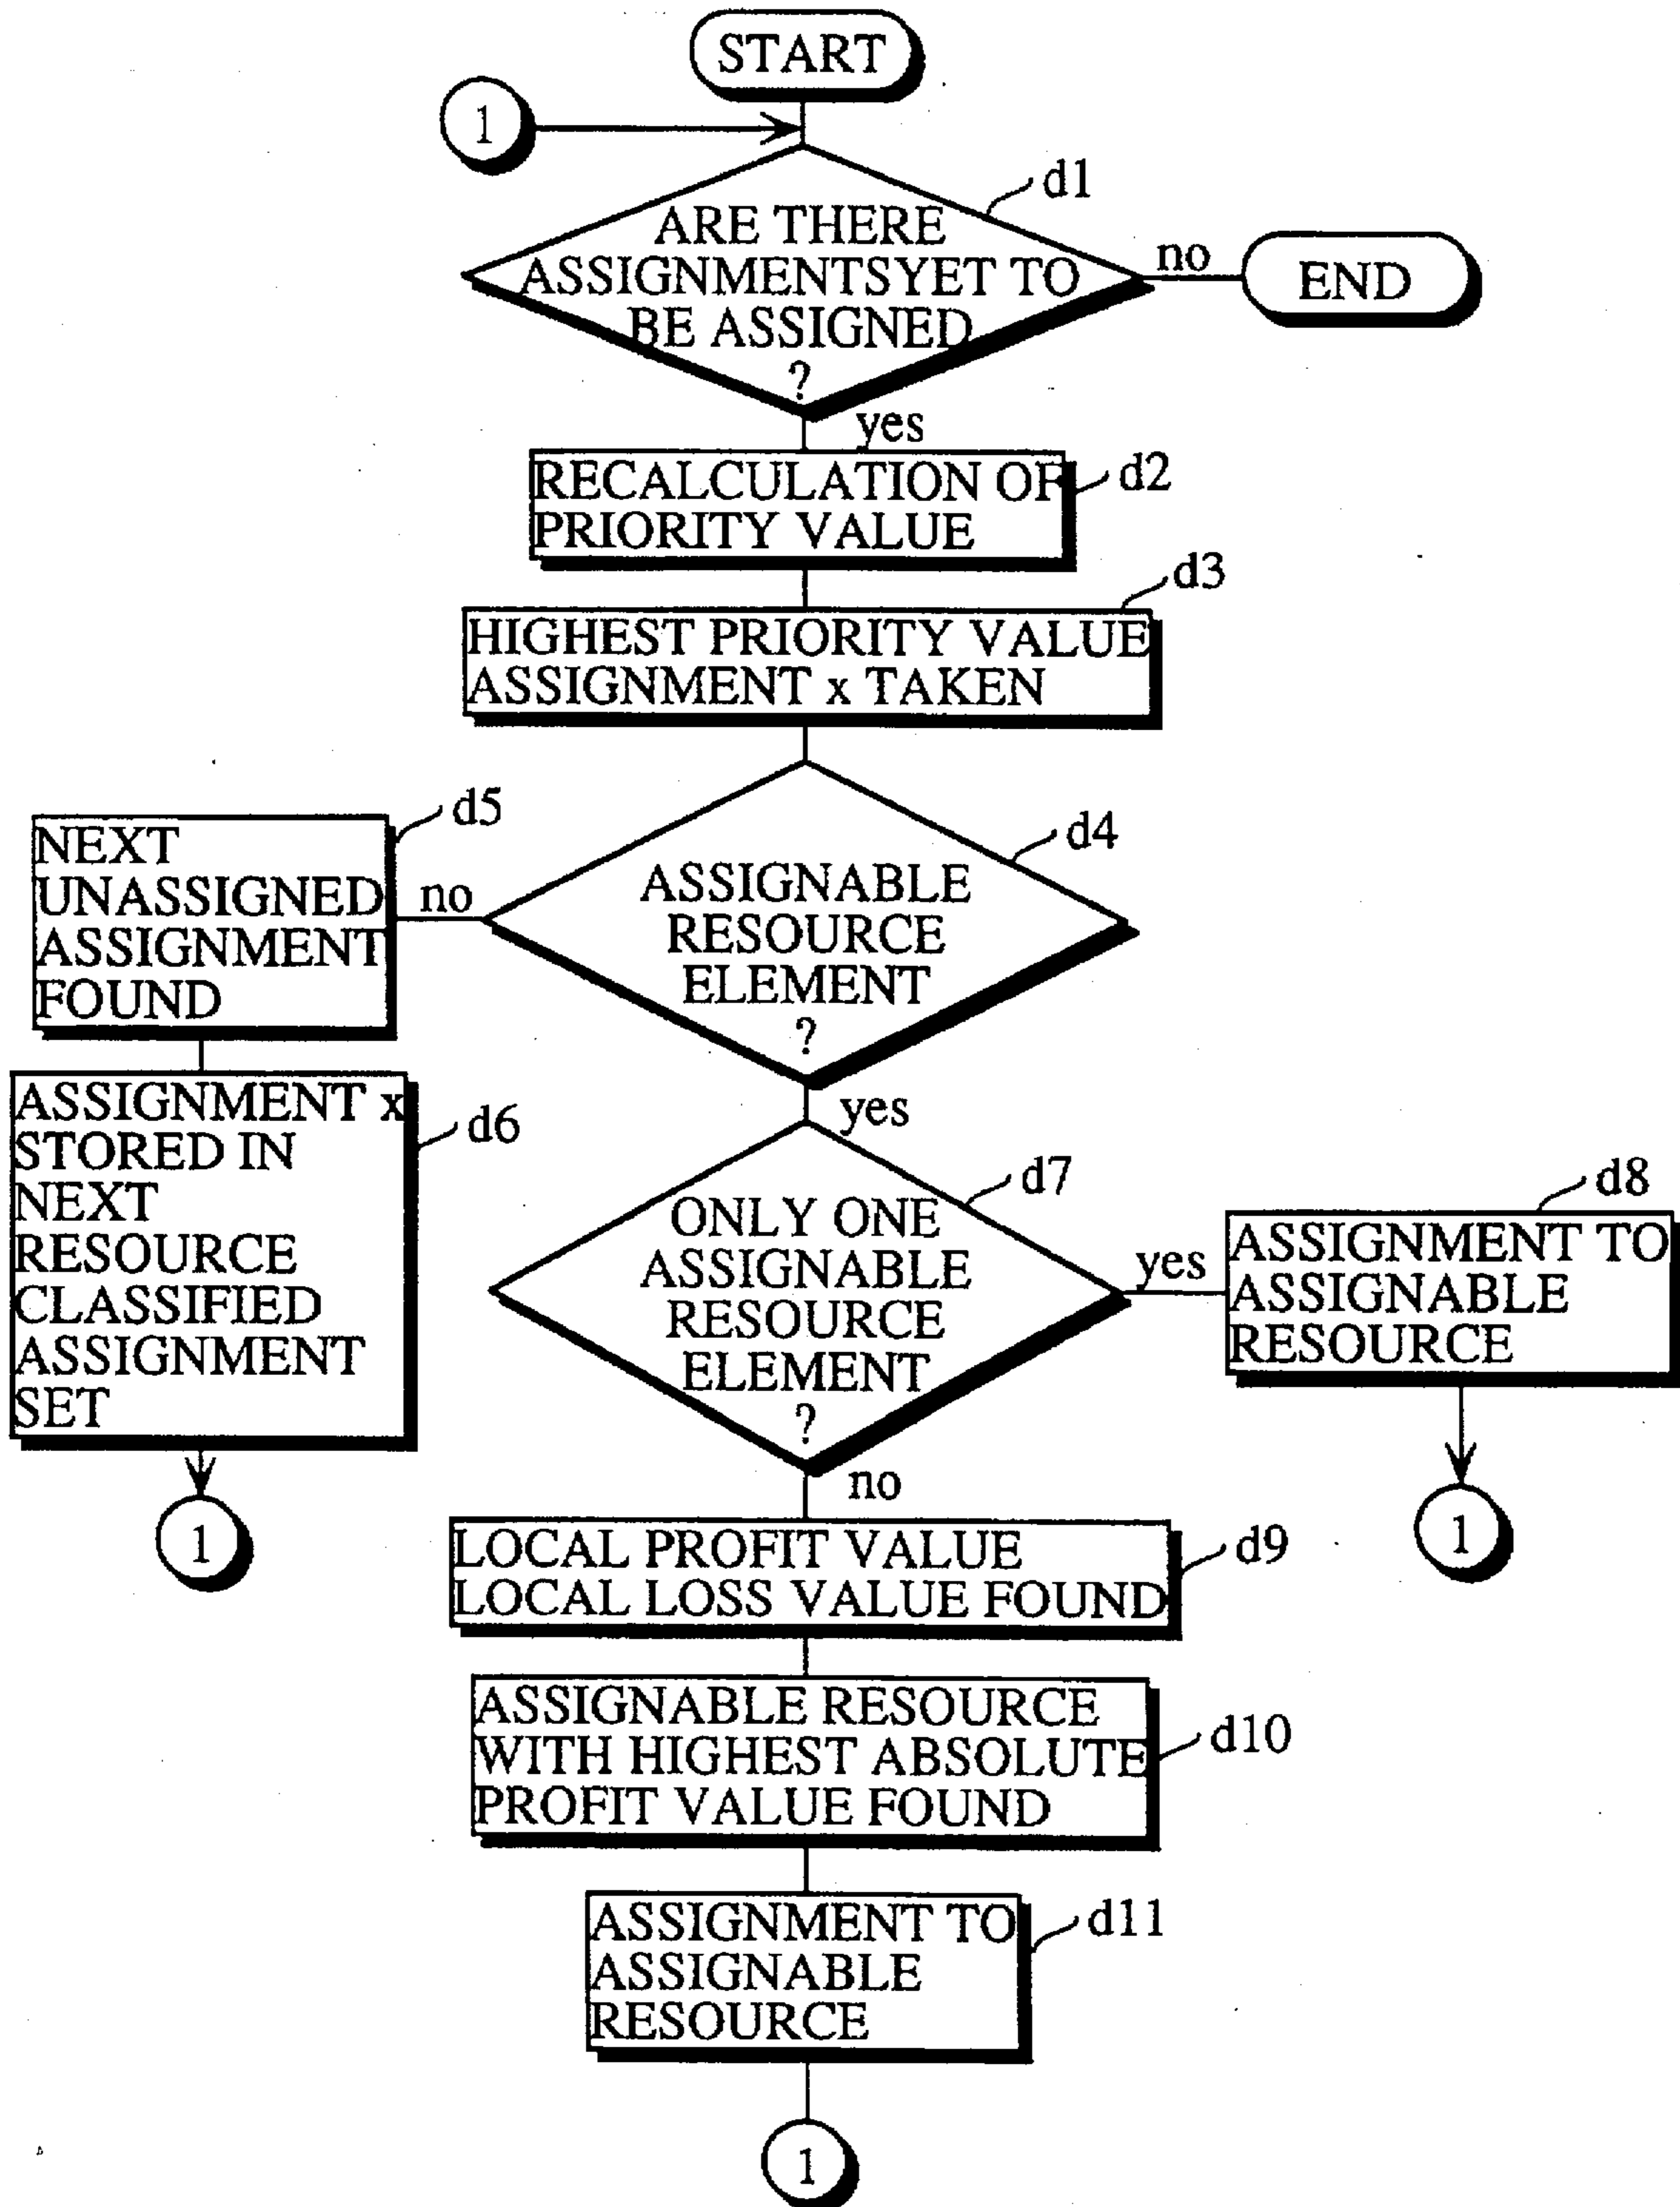 START
1
d1
ARE THERE
ASSIGNMENTSYET TO
BE ASSIGNED
?
no
END
yes
RECALCULATION OF
PRIORITY VALUE
d2
d3
HIGHEST PRIORITY VALUE
ASSIGNMENT x TAKEN
d5
NEXT
UNASSIGNED
ASSIGNMENT
FOUND
no
d4
ASSIGNABLE
RESOURCE
ELEMENT
?
yes
ASSIGNMENT x
STORED IN
NEXT
RESOURCE
CLASSIFIED
ASSIGNMENT
SET
d6
1
d7
ONLY ONE
ASSIGNABLE
RESOURCE
ELEMENT
?
yes
d8
ASSIGNMENT TO
ASSIGNABLE
RESOURCE
1
no
LOCAL PROFIT VALUE
LOCAL LOSS VALUE FOUND
d9
ASSIGNABLE RESOURCE
WITH HIGHEST ABSOLUTE
PROFIT VALUE FOUND
d10
ASSIGNMENT TO
ASSIGNABLE
RESOURCE
d11
1